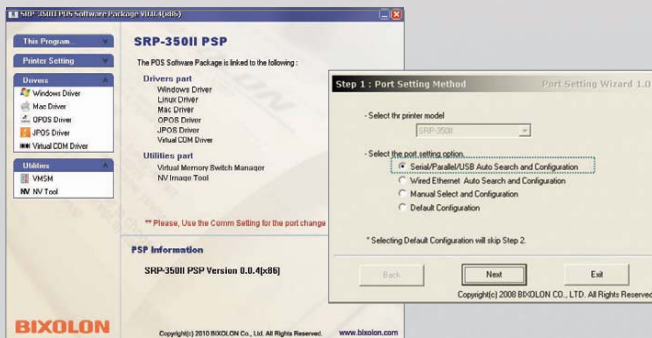 SRP-350II POS Software Package V0.0.4(x86)
This Program
Printer Setting
Drivers
Windows Driver
Mac Driver
OPOS Driver
JPOS Driver
Virtual COM Driver
Utilities
VMSM
NV NV Tool
BIXOLON
SRP-350II PSP
The POS Software Package is linked to the following :
Drivers part
Windows Driver
Linux Driver
Mac Driver
OPOS Driver
JPOS Driver
Virtual COM Driver
Utilities part
Virtual Memory Switch Manager
NV Image Tool
** Please, Use the Comm Setting for the port change
PSP Information
SRP-350II PSP Version 0.0.4(x86)
Copyright(c) 2010 BIXOLON Co., Ltd. All Rights Reserved. www.bixolon.com
Step 1 : Port Setting Method Port Setting Wizard 1.0
- Select thr printer model
SRP-350II
- Select the port setting option
Serial/Parallel/USB Auto Search and Configuration
Wired Ethernet Auto Search and Configuration
Manual Select and Configuration
Default Configuration
* Selecting Default Configuration will skip Step 2.
Back Next Exit
Copyright(c) 2008 BIXOLON CO., LTD. All Rights Reserved